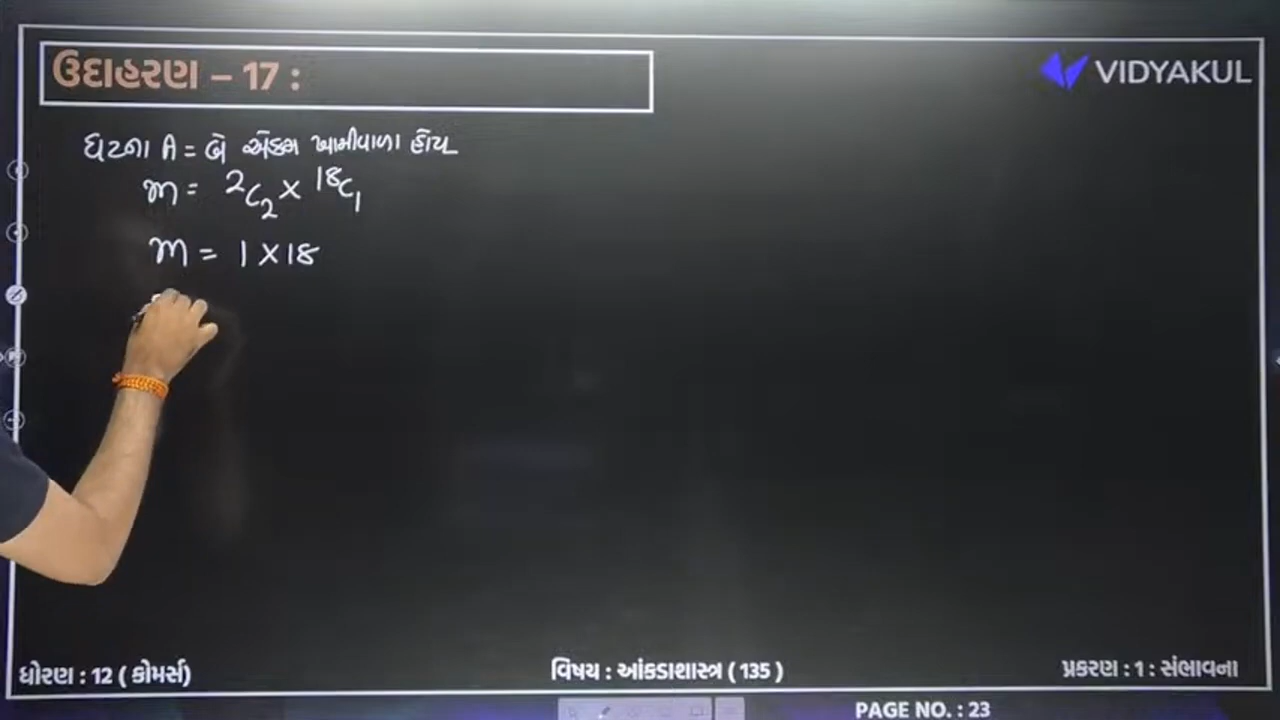 ઉદાહરણ – 17 :
VIDYAKUL
ઘટના A = બે એકમ ખામીવાળા હોય
m = ²C₂ × ¹⁸C₁
m = 1 × 18
ધોરણ : 12 ( કોમર્સ)
વિષય : આંકડાશાસ્ત્ર ( 135 )
પ્રકરણ : 1 : સંભાવના
PAGE NO. : 23